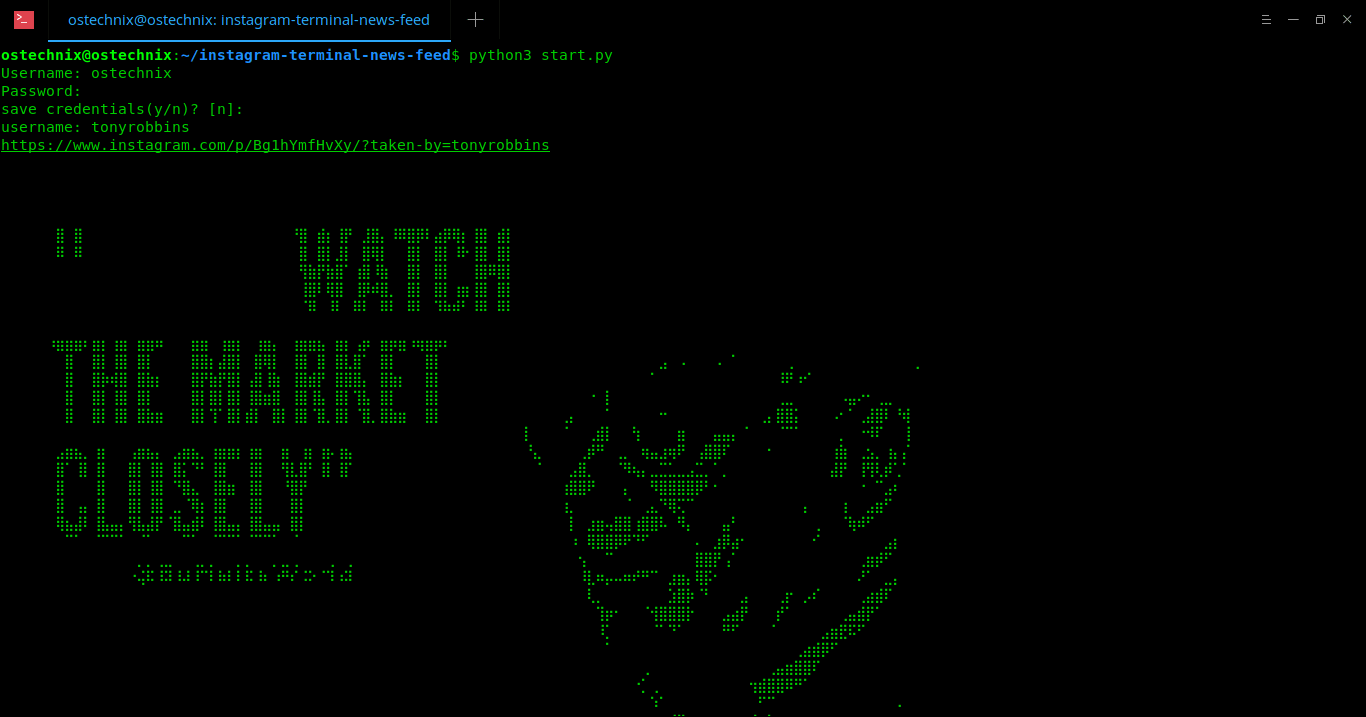 ostechnix@ostechnix: instagram-terminal-news-feed
ostechnix@ostechnix:~/instagram-terminal-news-feed$ python3 start.py
Username: ostechnix
Password:
save credentials(y/n)? [n]:
username: tonyrobbins
https://www.instagram.com/p/Bg1hYmfHvXy/?taken-by=tonyrobbins
" WATCH
THE MARKET
CLOSELY"